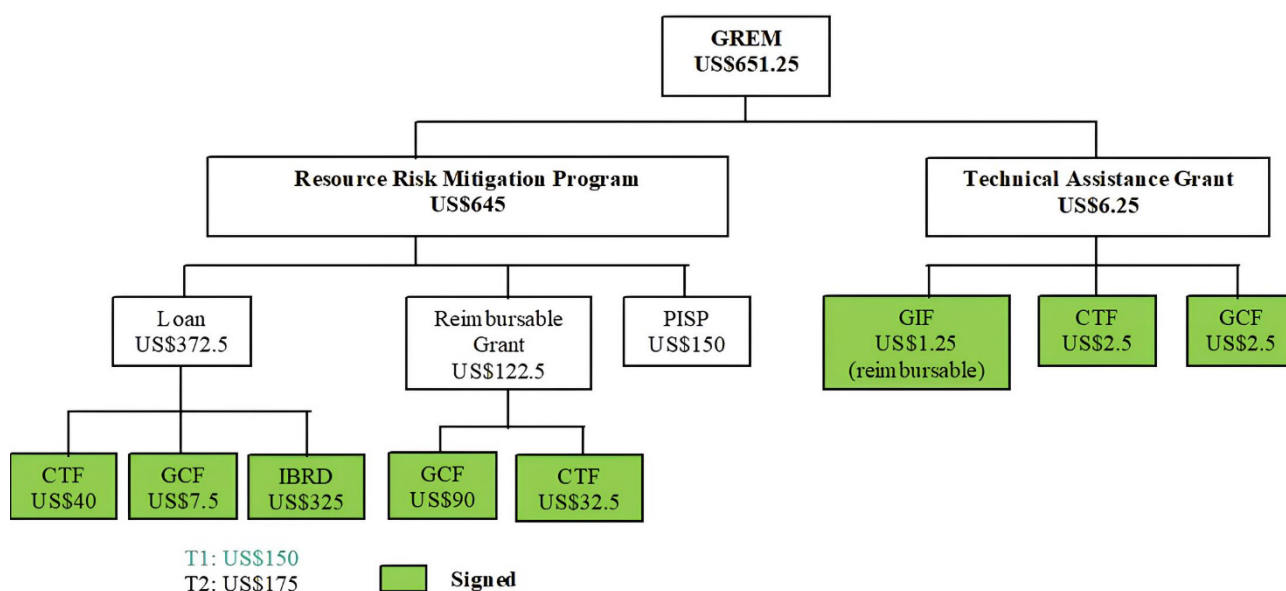 GREM
US$651.25
Resource Risk Mitigation Program
US$645
Technical Assistance Grant
US$6.25
Loan
US$372.5
Reimbursable
Grant
US$122.5
PISP
US$150
GIF
US$1.25
(reimbursable)
CTF
US$2.5
GCF
US$2.5
CTF
US$40
GCF
US$7.5
IBRD
US$325
GCF
US$90
CTF
US$32.5
T1: US$150
T2: US$175
Signed